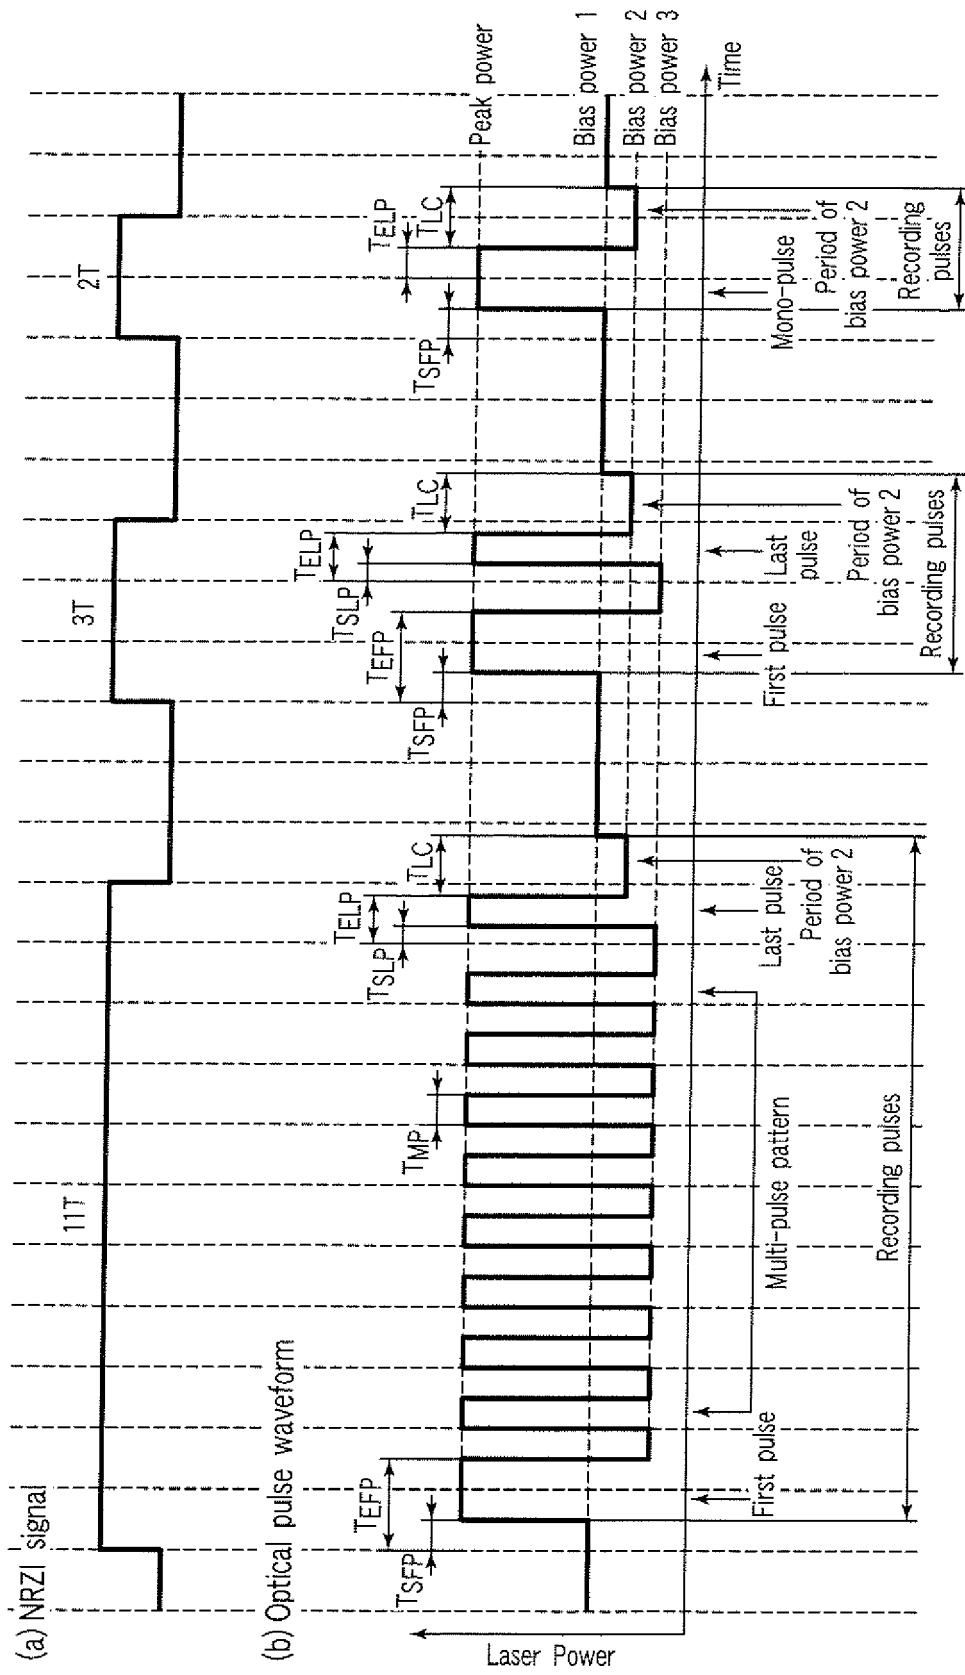 (a) NRZI signal
11T
3T
2T
(b) Optical pulse waveform
TSFP
TEFP
TMP
TSLP
TELP
TLC
TSFP
TEFP
TSLP
TELP
TLC
TSFP
TELP
TLC
Peak power
Bias power 1
Bias power 2
Bias power 3
Time
Laser Power
First pulse
Multi-pulse pattern
Last pulse
Period of
bias power 2
Recording pulses
First pulse
Last
pulse
Period of
bias power 2
Recording pulses
Mono-pulse
Period of
bias power 2
Recording
pulses